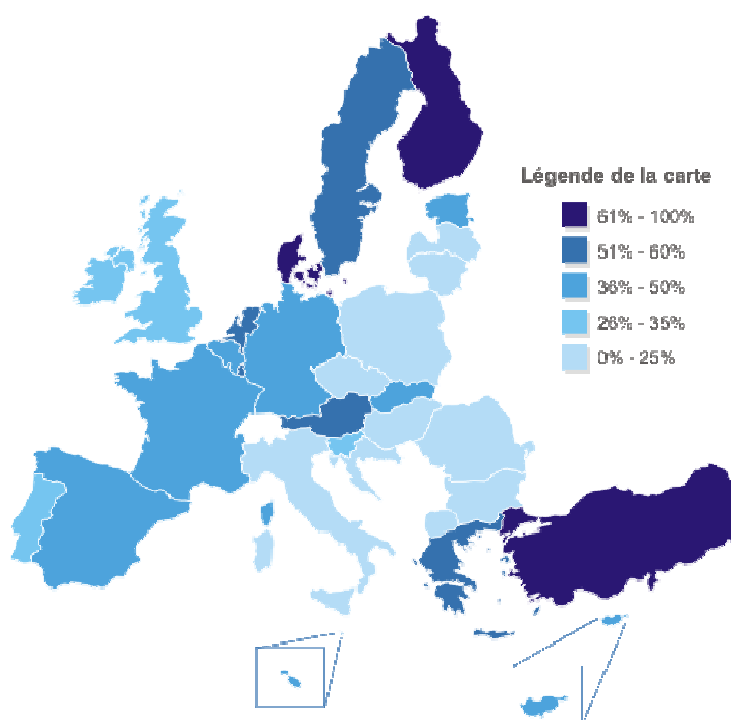 Légende de la carte
61% - 100%
51% - 60%
36% - 50%
26% - 35%
0% - 25%